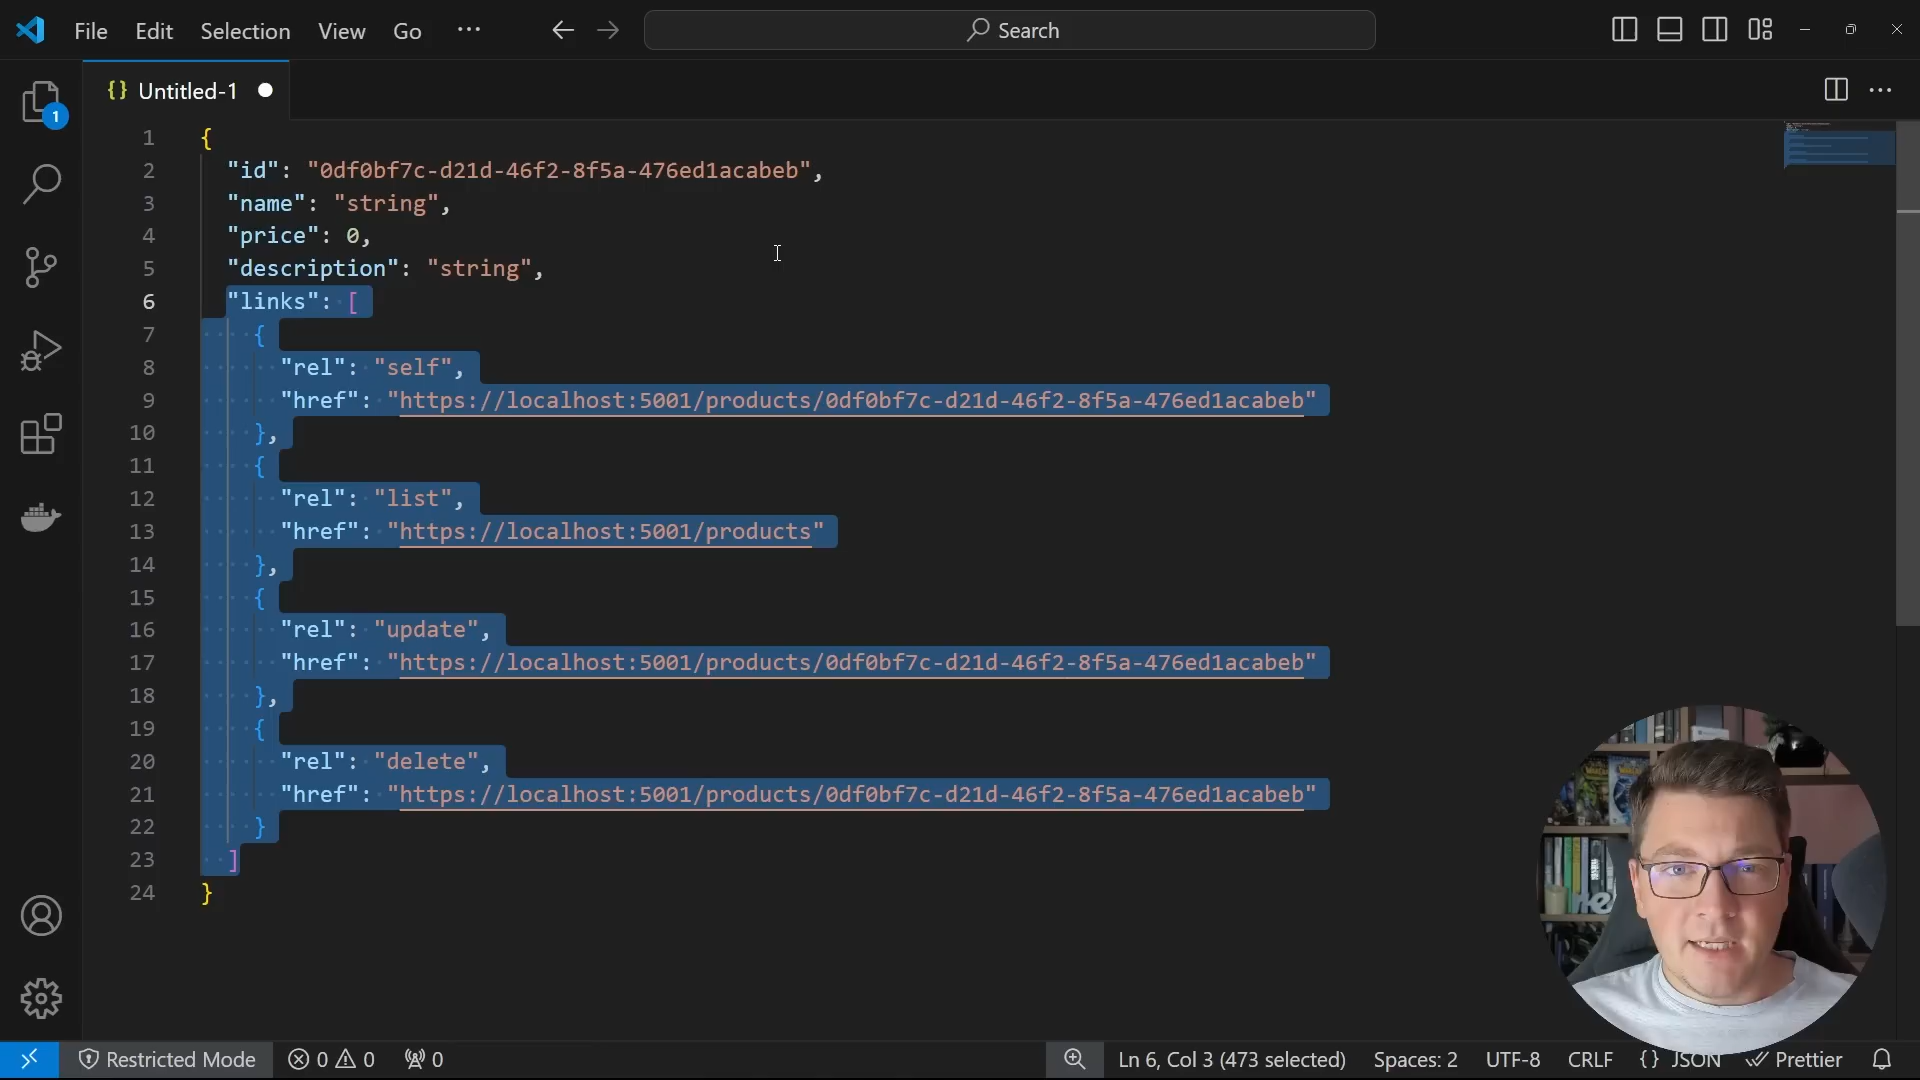 File Edit Selection View Go ··· Search
1
{} Untitled-1
1 {
2 "id": "0df0bf7c-d21d-46f2-8f5a-476ed1acabeb",
3 "name": "string",
4 "price": 0,
5 "description": "string",
6 "links": [
7 {
8 "rel": "self",
9 "href": "https://localhost:5001/products/0df0bf7c-d21d-46f2-8f5a-476ed1acabeb"
10 },
11 {
12 "rel": "list",
13 "href": "https://localhost:5001/products"
14 },
15 {
16 "rel": "update",
17 "href": "https://localhost:5001/products/0df0bf7c-d21d-46f2-8f5a-476ed1acabeb"
18 },
19 {
20 "rel": "delete",
21 "href": "https://localhost:5001/products/0df0bf7c-d21d-46f2-8f5a-476ed1acabeb"
22 }
23 ]
24 }
Restricted Mode 0 0 0 Ln 6, Col 3 (473 selected) Spaces: 2 UTF-8 CRLF {} JSON Prettier